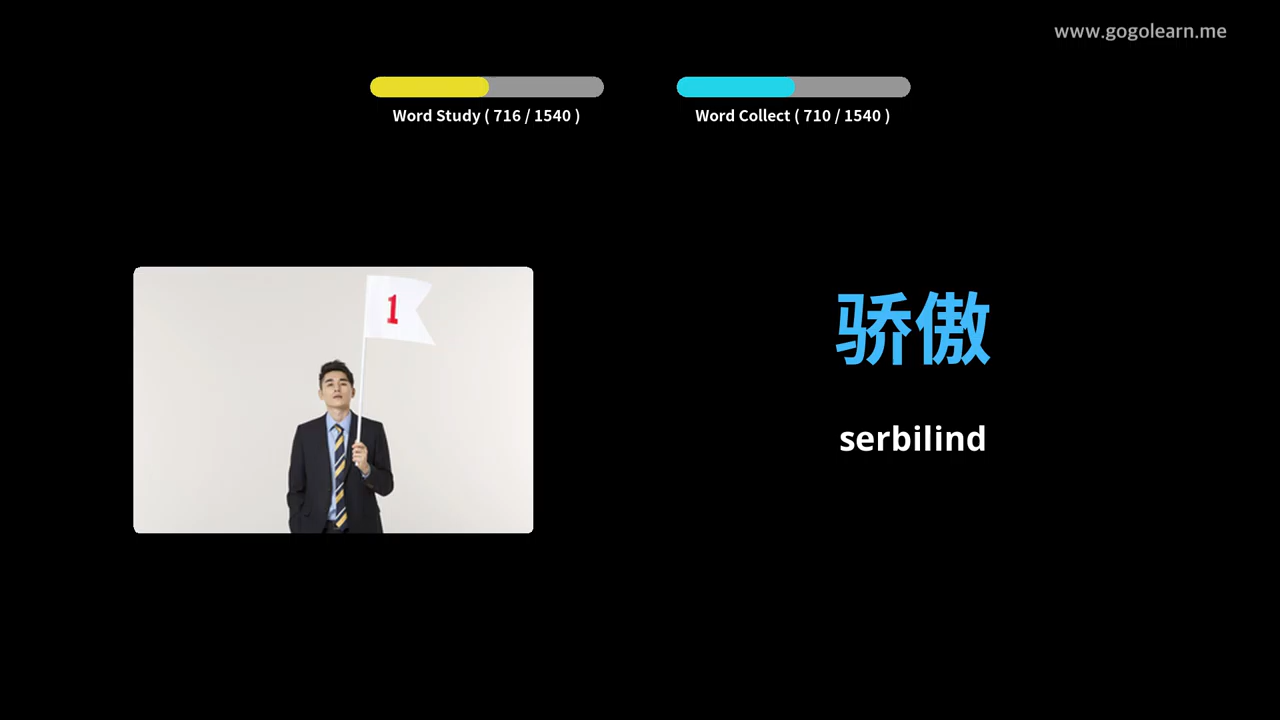 www.gogolearn.me
Word Study ( 716 / 1540 )
Word Collect ( 710 / 1540 )
1
骄傲
serbilind